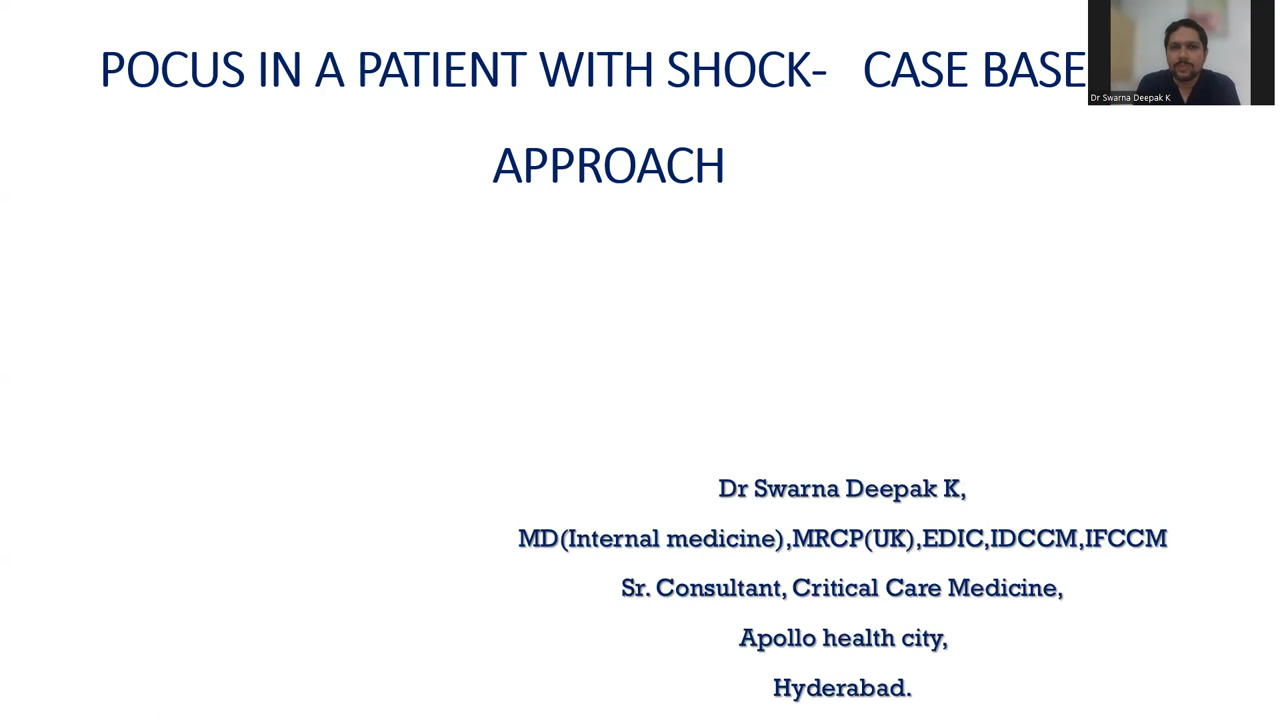 POCUS IN A PATIENT WITH SHOCK- CASE BASE
Dr Swarna Deepak K
APPROACH
Dr Swarna Deepak K,
MD(Internal medicine),MRCP(UK),EDIC,IDCCM,IFCCM
Sr. Consultant, Critical Care Medicine,
Apollo health city,
Hyderabad.